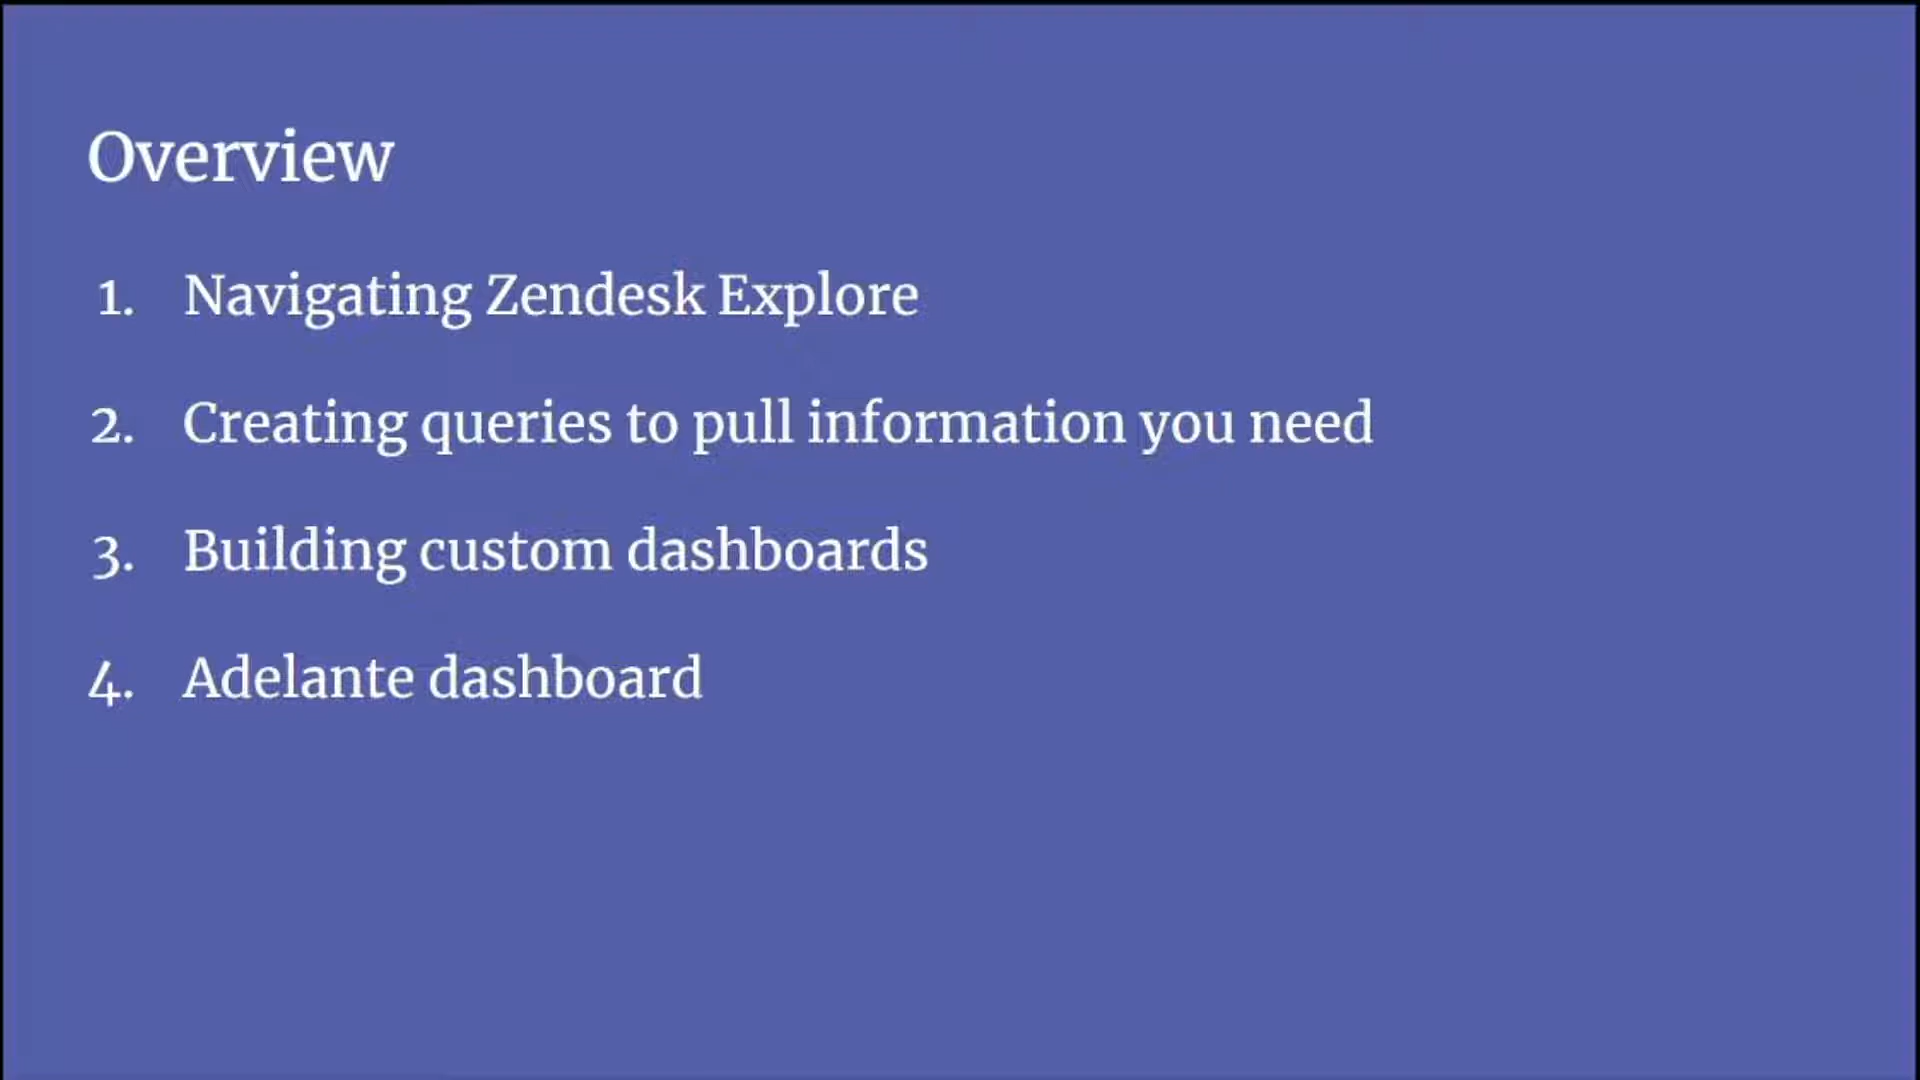 Overview
1. Navigating Zendesk Explore
2. Creating queries to pull information you need
3. Building custom dashboards
4. Adelante dashboard